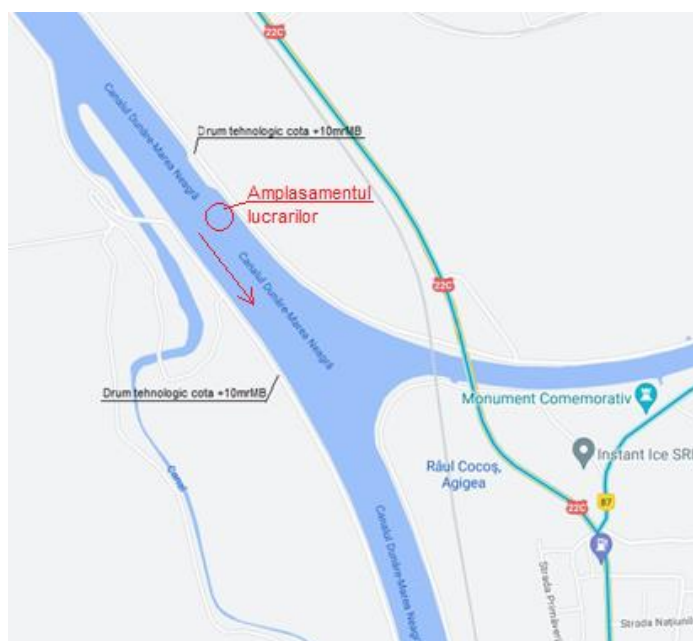 22C
Canalul Dunăre-Marea Neagră
Drum tehnologic cota +10mrMB
Amplasamentul
lucrarilor
Canalul Dunăre-Marea Neagră
22C
Drum tehnologic cota +10mrMB
Monument Comemorativ
Instant Ice SRL
Râul Cocoș,
Agigea
Canal
87
22C
Canalul Dunăre-Marea Neagră
Strada Primăverii
Strada Națiunii